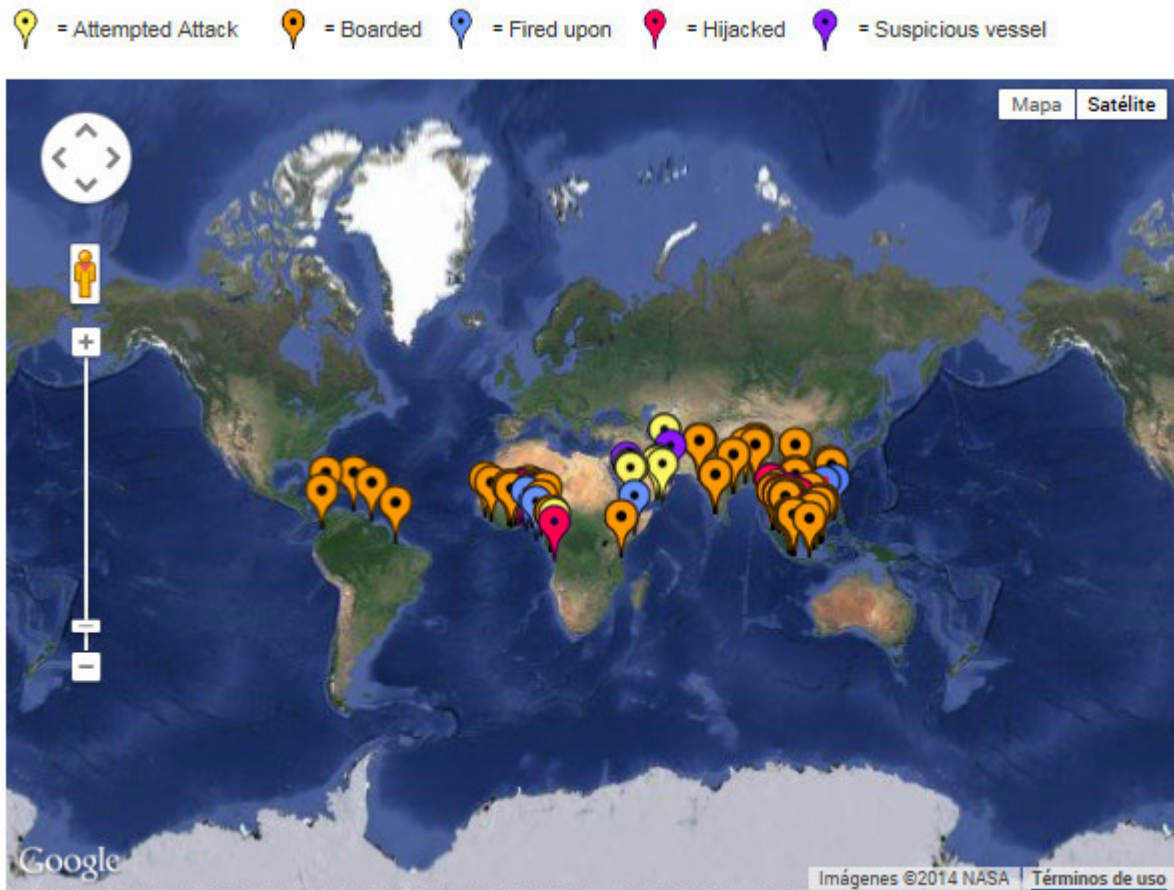 = Attempted Attack = Boarded = Fired upon = Hijacked = Suspicious vessel
Mapa Satélite
+
−
Google
Imágenes ©2014 NASA Términos de uso